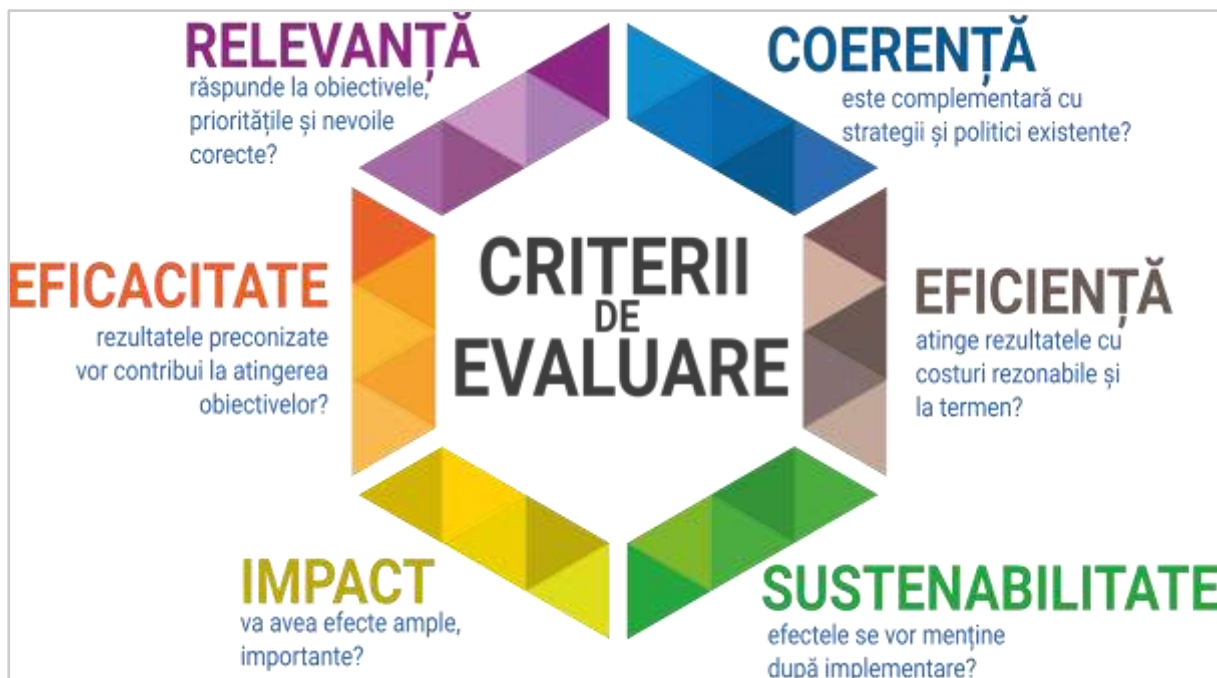 RELEVANȚĂ
răspunde la obiectivele,
prioritățile și nevoile
corecte?
COERENȚĂ
este complementară cu
strategii și politici existente?
EFICACITATE
rezultatele preconizate
vor contribui la atingerea
obiectivelor?
CRITERII
DE
EVALUARE
EFICIENȚĂ
atinge rezultatele cu
costuri rezonabile și
la termen?
IMPACT
va avea efecte ample,
importante?
SUSTENABILITATE
efectele se vor menține
după implementare?